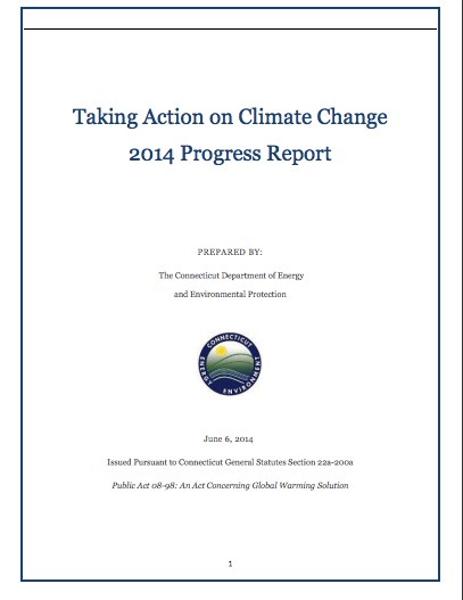 Taking Action on Climate Change
2014 Progress Report
PREPARED BY:
The Connecticut Department of Energy
and Environmental Protection
CONNECTICUT
ENERGY ENVIRONMENT
June 6, 2014
Issued Pursuant to Connecticut General Statutes Section 22a-200a
Public Act 08-98: An Act Concerning Global Warming Solution
1